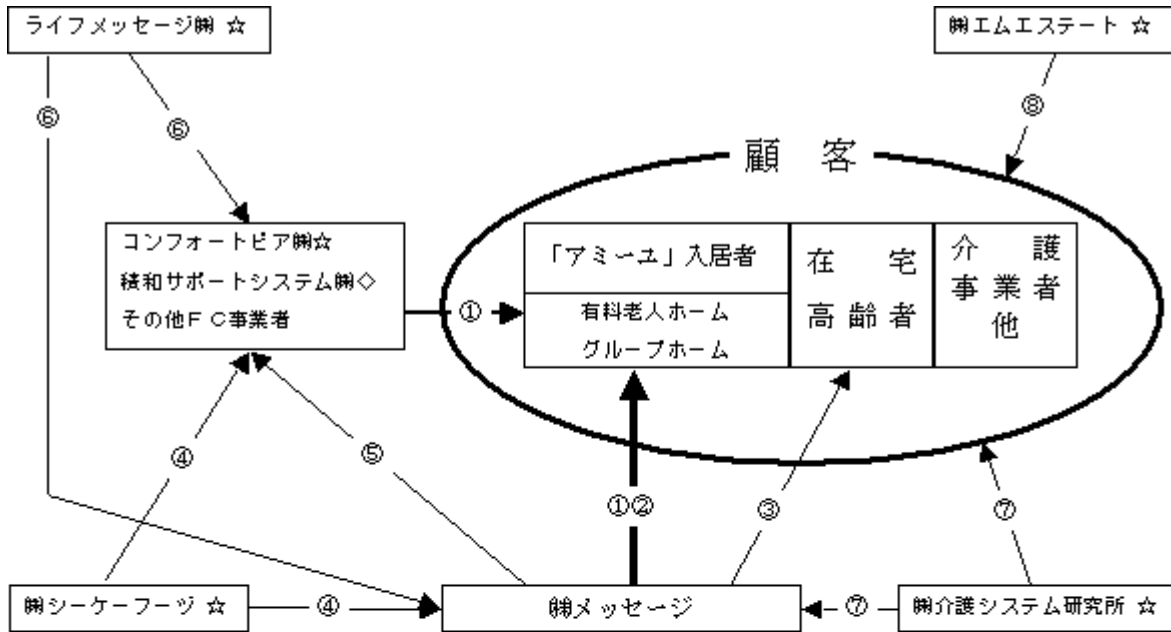 ライフメッセージ㈱ ☆
㈱エムエステート ☆
⑥
⑥
⑧
顧 客
コンフォートピア㈱☆
積和サポートシステム㈱◇
その他FC事業者
①
「アミーユ」入居者
有料老人ホーム
グループホーム
在 宅
高齢者
介 護
事業者
他
④
⑤
①②
③
⑦
㈱シーケーフーヅ ☆
④
㈱メッセージ
⑦
㈱介護システム研究所 ☆